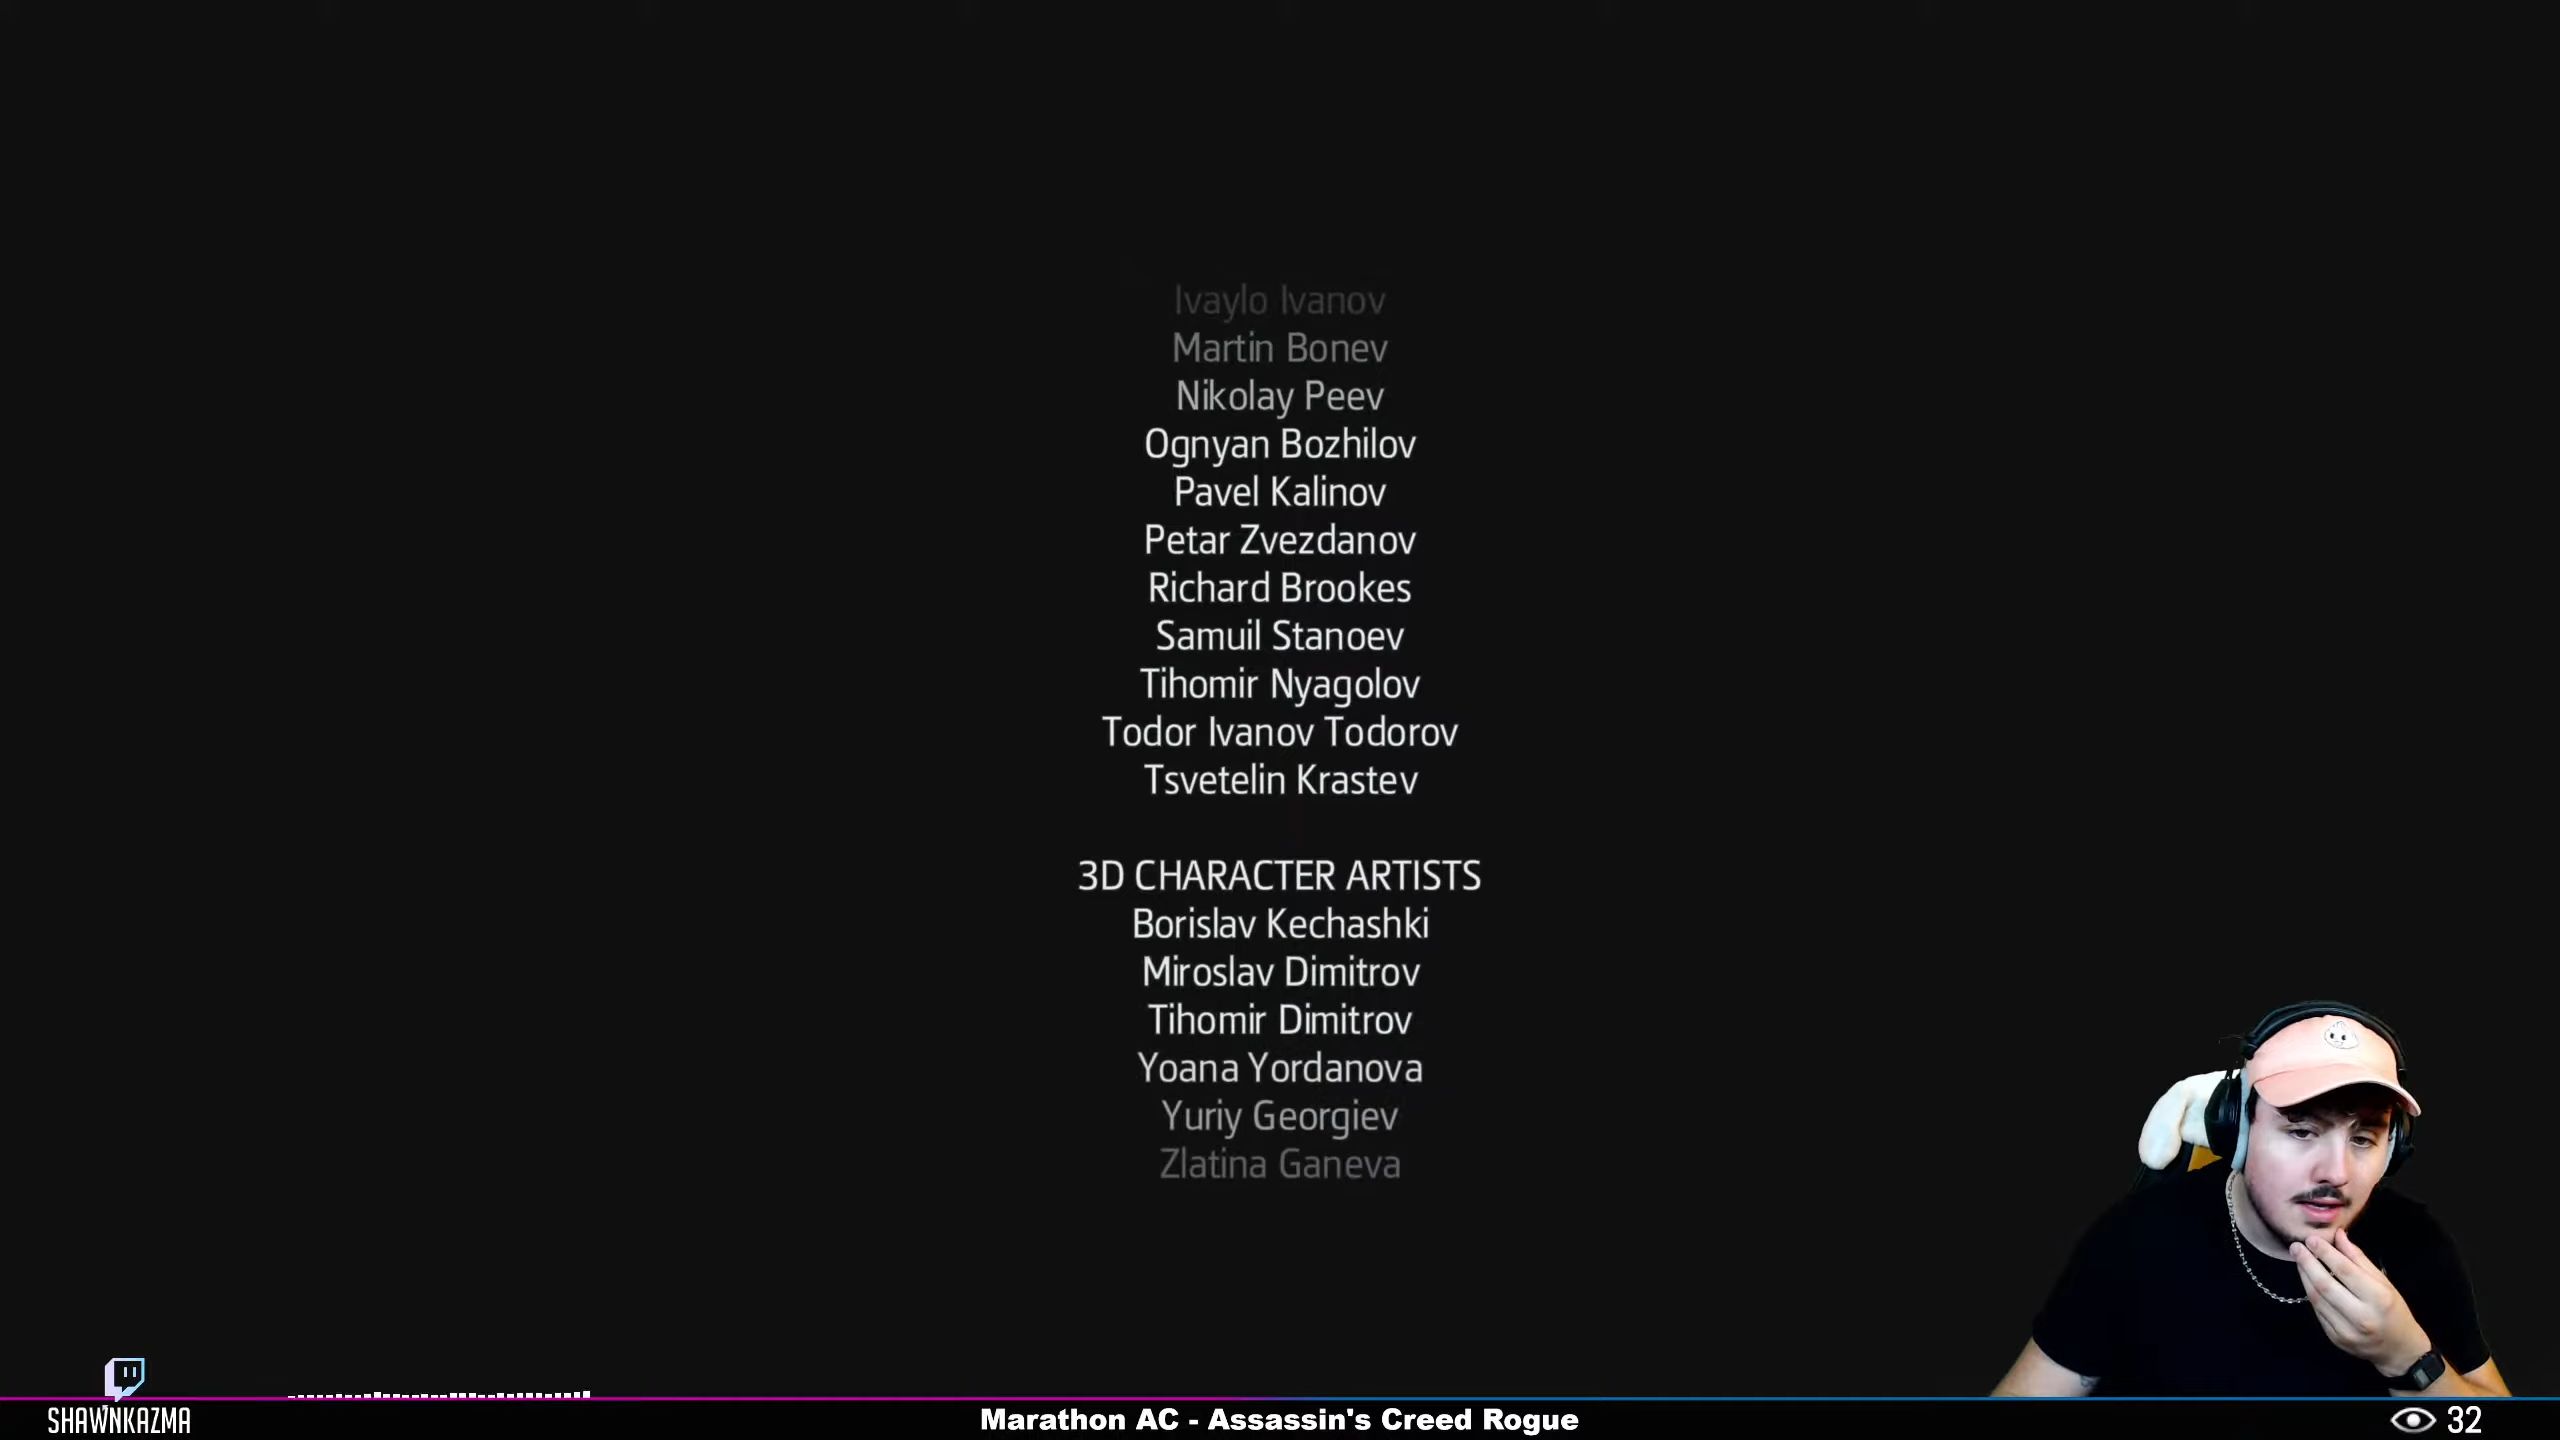 Ivaylo Ivanov
Martin Bonev
Nikolay Peev
Ognyan Bozhilov
Pavel Kalinov
Petar Zvezdanov
Richard Brookes
Samuil Stanoev
Tihomir Nyagolov
Todor Ivanov Todorov
Tsvetelin Krastev
3D CHARACTER ARTISTS
Borislav Kechashki
Miroslav Dimitrov
Tihomir Dimitrov
Yoana Yordanova
Yuriy Georgiev
Zlatina Ganeva
SHAWNKAZMA
Marathon AC - Assassin's Creed Rogue
32